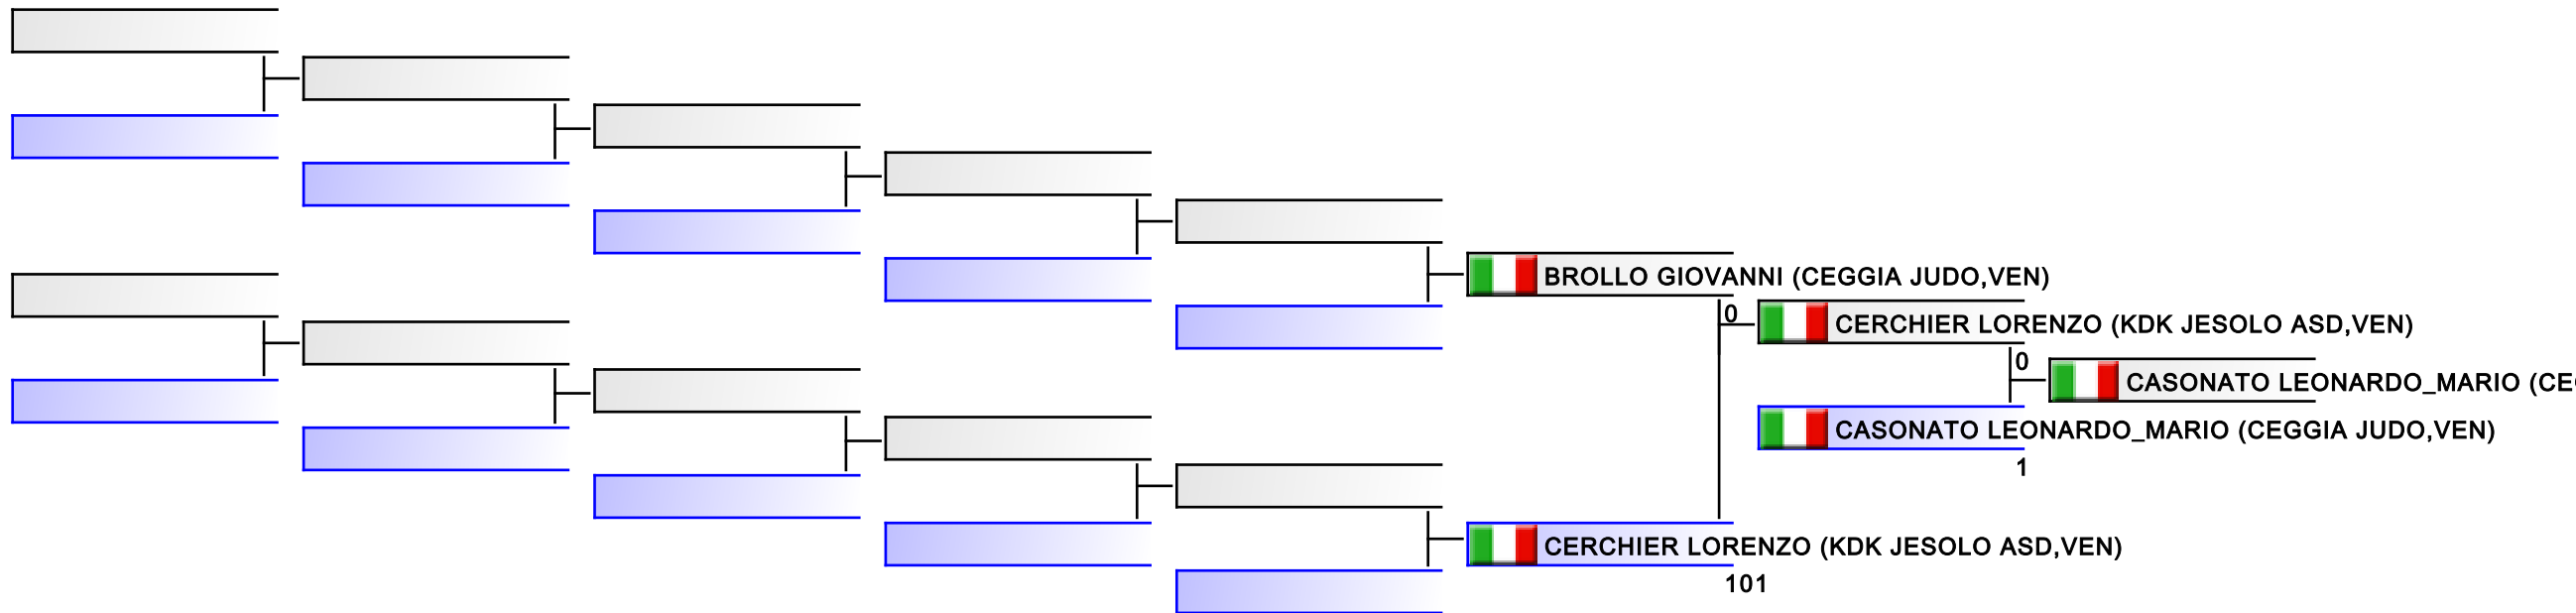 BROLLO GIOVANNI (CEGGIA JUDO,VEN)
0
CERCHIER LORENZO (KDK JESOLO ASD,VEN)
0
CASONATO LEONARDO_MARIO (CE
CASONATO LEONARDO_MARIO (CEGGIA JUDO,VEN)
1
CERCHIER LORENZO (KDK JESOLO ASD,VEN)
101